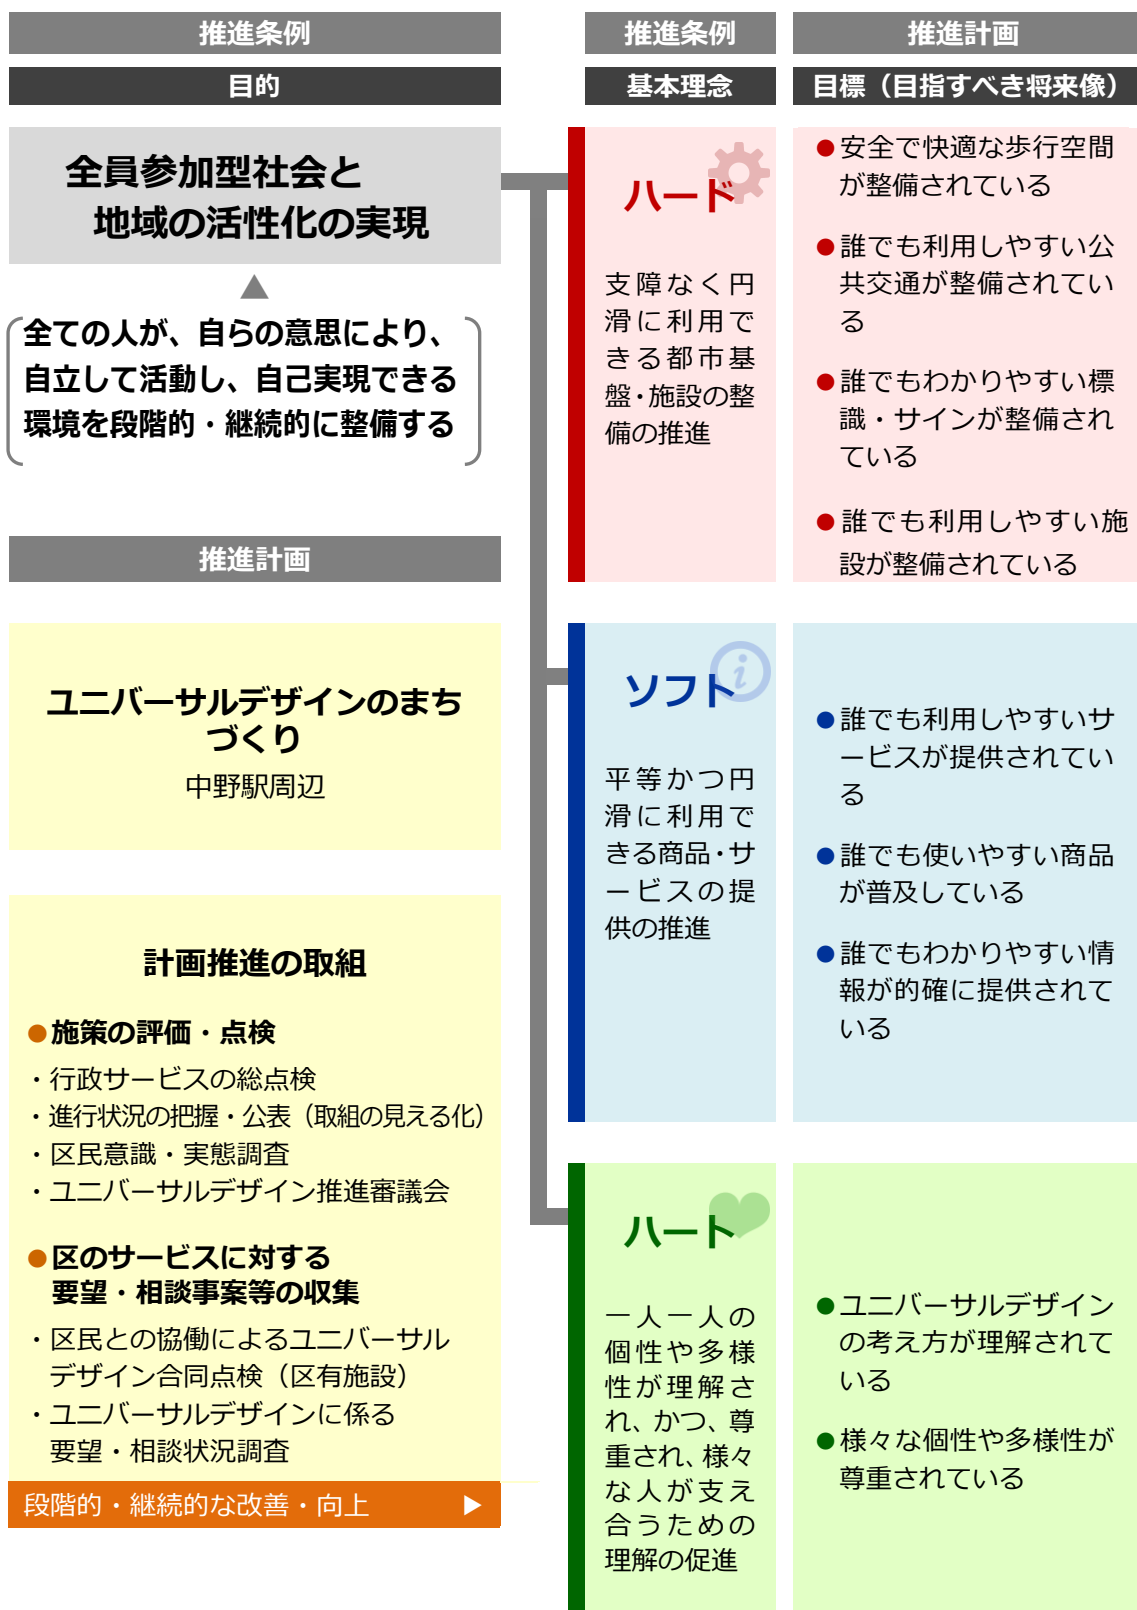 推進条例
目的
全員参加型社会と
地域の活性化の実現
▲
全ての人が、自らの意思により、
自立して活動し、自己実現できる
環境を段階的・継続的に整備する
推進計画
ユニバーサルデザインのまち
づくり
中野駅周辺
計画推進の取組
●施策の評価・点検
・行政サービスの総点検
・進行状況の把握・公表（取組の見える化）
・区民意識・実態調査
・ユニバーサルデザイン推進審議会
●区のサービスに対する
要望・相談事案等の収集
・区民との協働によるユニバーサル
デザイン合同点検（区有施設）
・ユニバーサルデザインに係る
要望・相談状況調査
段階的・継続的な改善・向上 ▶
推進条例
基本理念
推進計画
目標（目指すべき将来像）
ハード
支障なく円
滑に利用で
きる都市基
盤・施設の整
備の推進
●安全で快適な歩行空間
が整備されている
●誰でも利用しやすい公
共交通が整備されてい
る
●誰でもわかりやすい標
識・サインが整備され
ている
●誰でも利用しやすい施
設が整備されている
ソフト
i
平等かつ円
滑に利用で
きる商品・サ
ービスの提
供の推進
●誰でも利用しやすいサ
ービスが提供されてい
る
●誰でも使いやすい商品
が普及している
●誰でもわかりやすい情
報が的確に提供されて
いる
ハート
一人一人の
個性や多様
性が理解さ
れ、かつ、尊
重され、様々
な人が支え
合うための
理解の促進
●ユニバーサルデザイン
の考え方が理解されて
いる
●様々な個性や多様性が
尊重されている